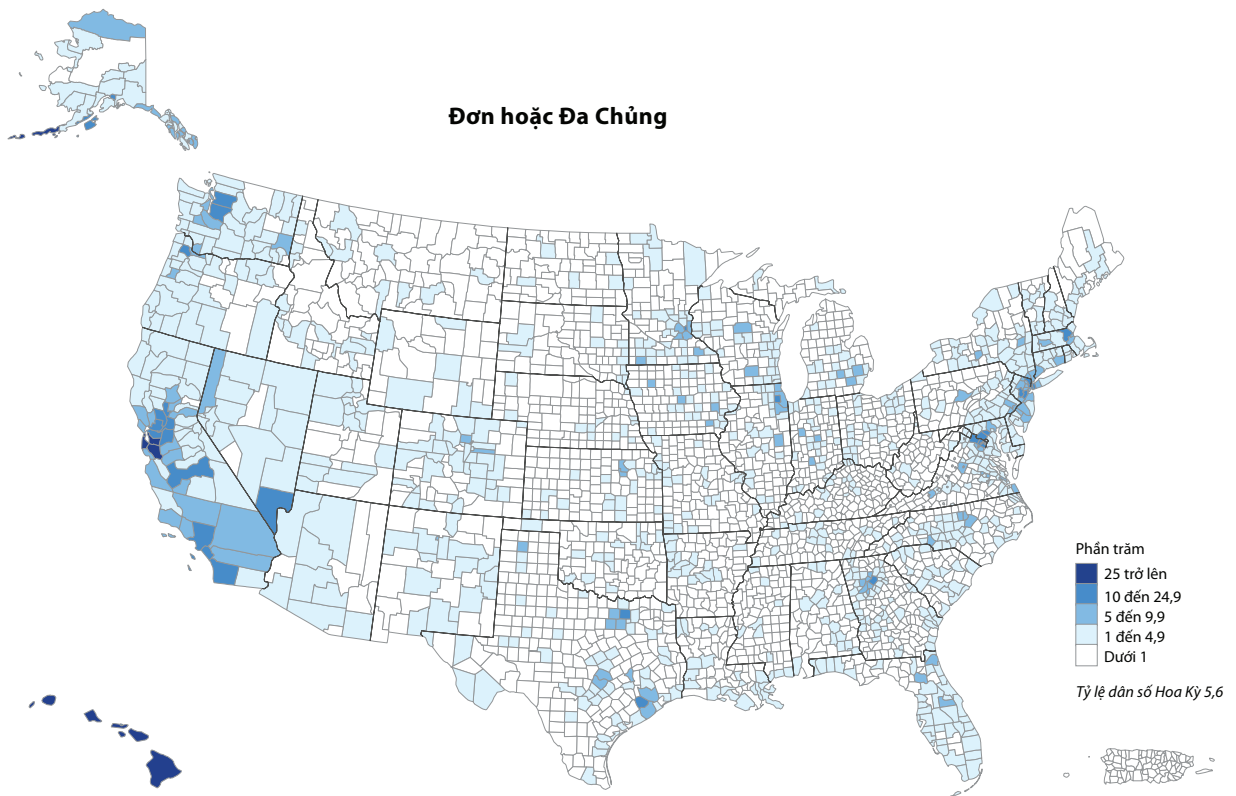 Đơn hoặc Đa Chủng
Phần trăm
25 trở lên
10 đến 24,9
5 đến 9,9
1 đến 4,9
Dưới 1
Tỷ lệ dân số Hoa Kỳ 5,6